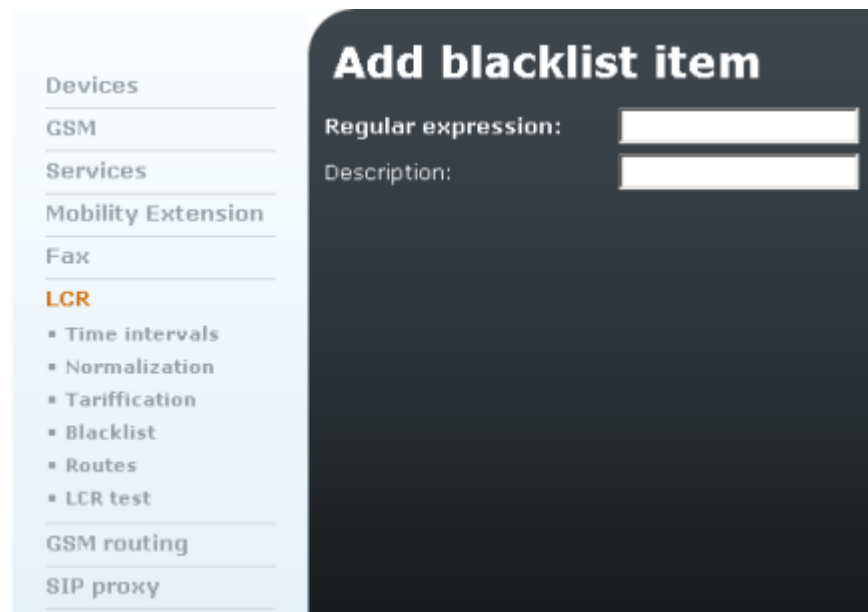 Devices
GSM
Services
Mobility Extension
Fax
LCR
Time intervals
Normalization
Tariffication
Blacklist
Routes
LCR test
GSM routing
SIP proxy
Add blacklist item
Regular expression:
Description: